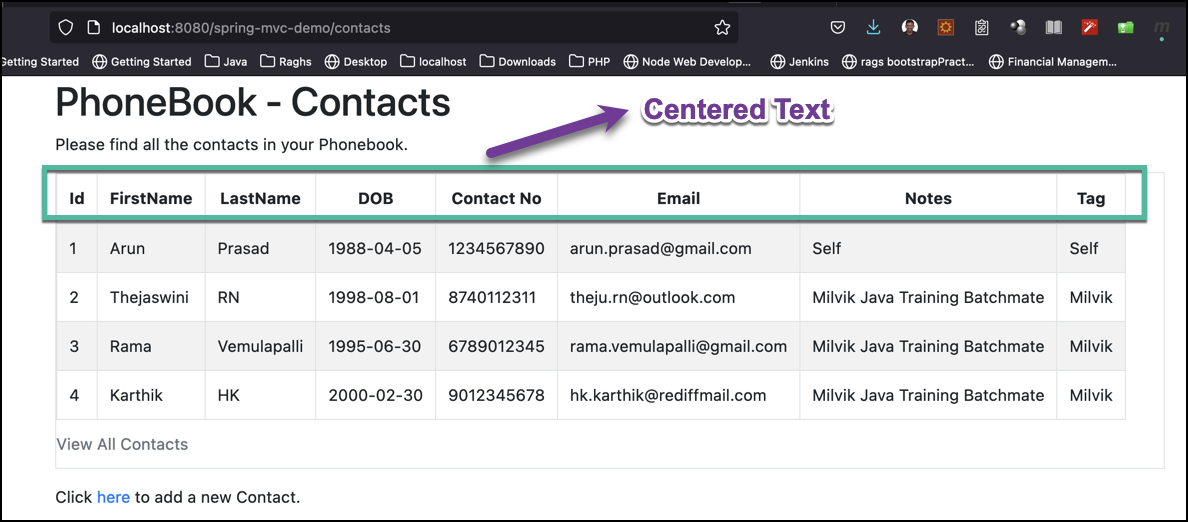 localhost:8080/spring-mvc-demo/contacts
Getting Started Getting Started Java Raghs Desktop localhost Downloads PHP Node Web Develop... Jenkins rags bootstrapPract... Financial Managem...
PhoneBook - Contacts
Centered Text
Please find all the contacts in your Phonebook.
Id FirstName LastName DOB Contact No Email Notes Tag
1 Arun Prasad 1988-04-05 1234567890 arun.prasad@gmail.com Self Self
2 Thejaswini RN 1998-08-01 8740112311 theju.rn@outlook.com Milvik Java Training Batchmate Milvik
3 Rama Vemulapalli 1995-06-30 6789012345 rama.vemulapalli@gmail.com Milvik Java Training Batchmate Milvik
4 Karthik HK 2000-02-30 9012345678 hk.karthik@rediffmail.com Milvik Java Training Batchmate Milvik
View All Contacts
Click here to add a new Contact.